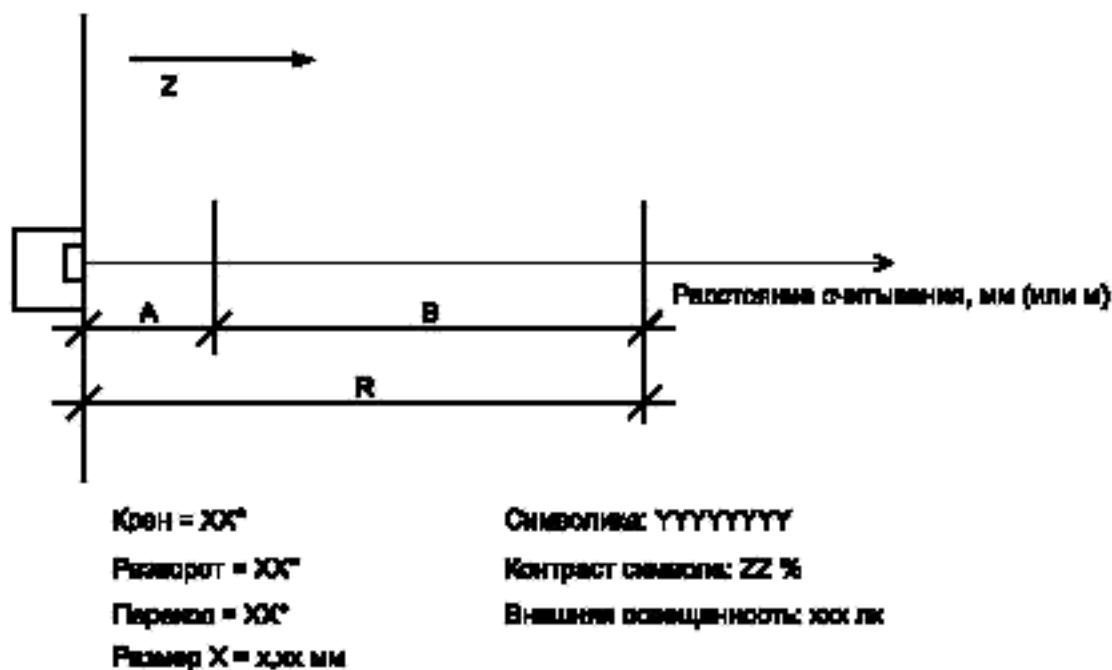 Z
Расстояние считывания, мм (или м)
A
B
R
Крен = XX°
Символика: YYYYYYYY
Разворот = XX°
Контраст символа: ZZ %
Перекос = XX°
Внешняя освещенность: xxx лк
Размер X = x,xx мм